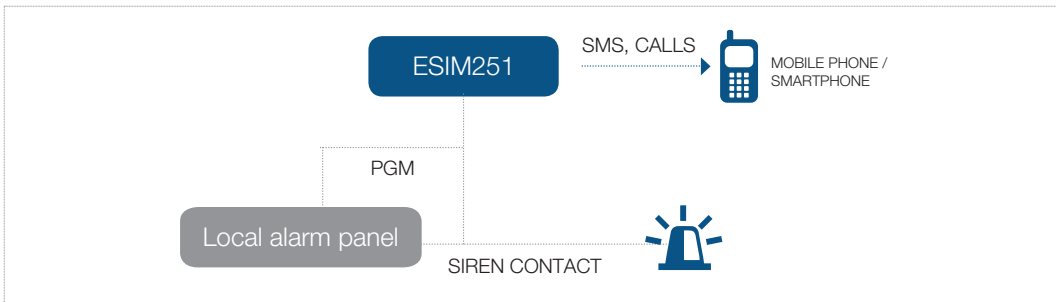 ESIM251
SMS, CALLS
MOBILE PHONE /
SMARTPHONE
PGM
Local alarm panel
SIREN CONTACT